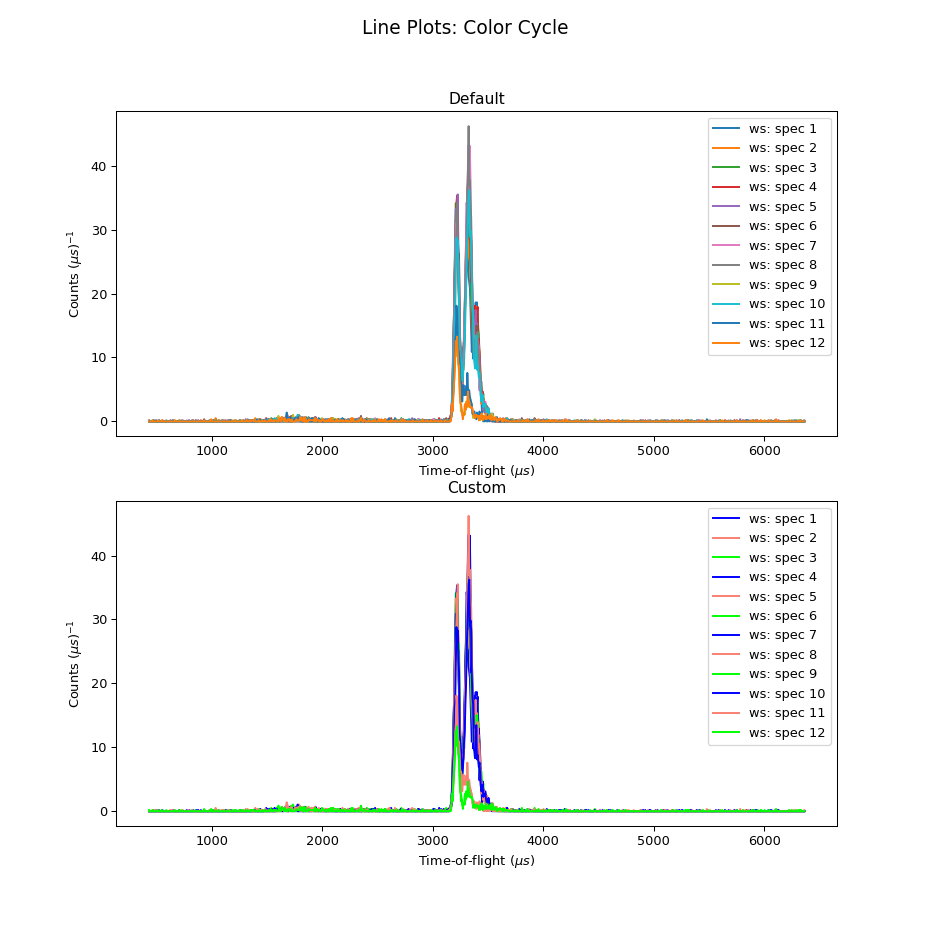 Line Plots: Color Cycle
Default
Counts (μs)⁻¹
40
30
20
10
0
1000 2000 3000 4000 5000 6000
Time-of-flight (μs)
ws: spec 1
ws: spec 2
ws: spec 3
ws: spec 4
ws: spec 5
ws: spec 6
ws: spec 7
ws: spec 8
ws: spec 9
ws: spec 10
ws: spec 11
ws: spec 12
Custom
Counts (μs)⁻¹
40
30
20
10
0
1000 2000 3000 4000 5000 6000
Time-of-flight (μs)
ws: spec 1
ws: spec 2
ws: spec 3
ws: spec 4
ws: spec 5
ws: spec 6
ws: spec 7
ws: spec 8
ws: spec 9
ws: spec 10
ws: spec 11
ws: spec 12